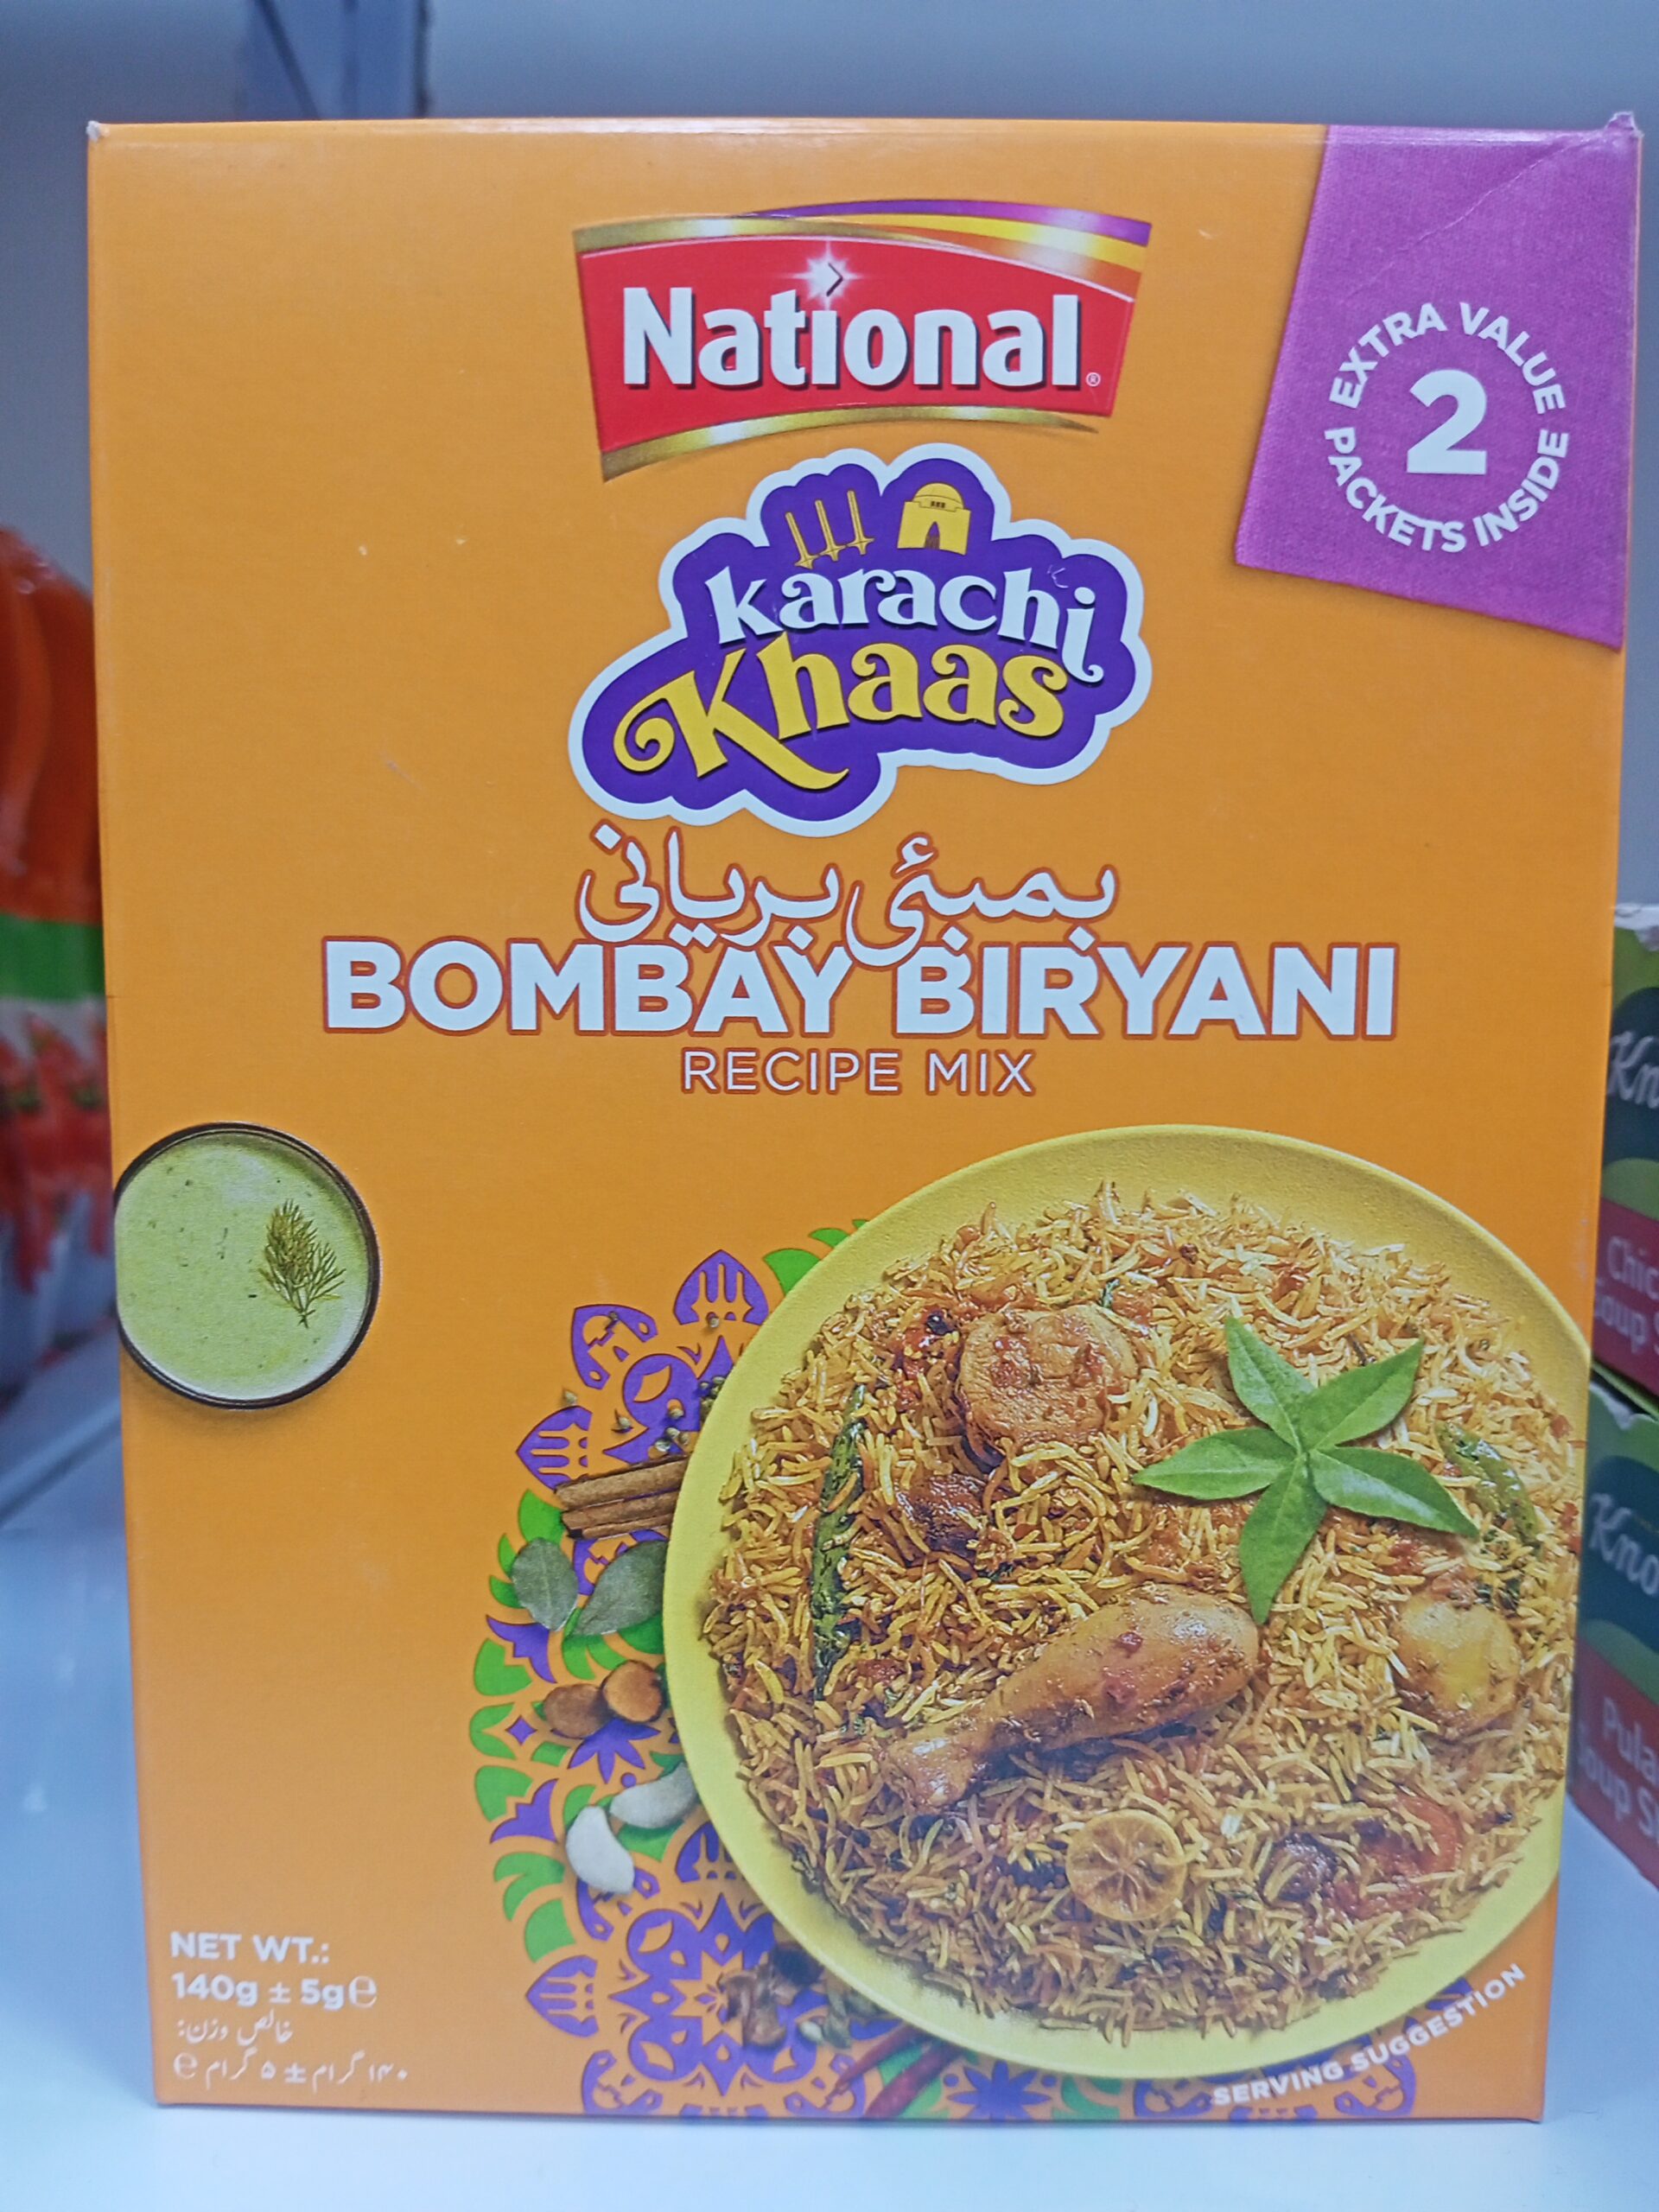 National®
EXTRA VALUE
2
PACKETS INSIDE
karachi
Khaas
بمبئی بریانی
BOMBAY BIRYANI
RECIPE MIX
NET WT.:
140g ± 5g℮
خالص وزن:
۱۴۰ گرام ± ۵ گرام ℮
SERVING SUGGESTION